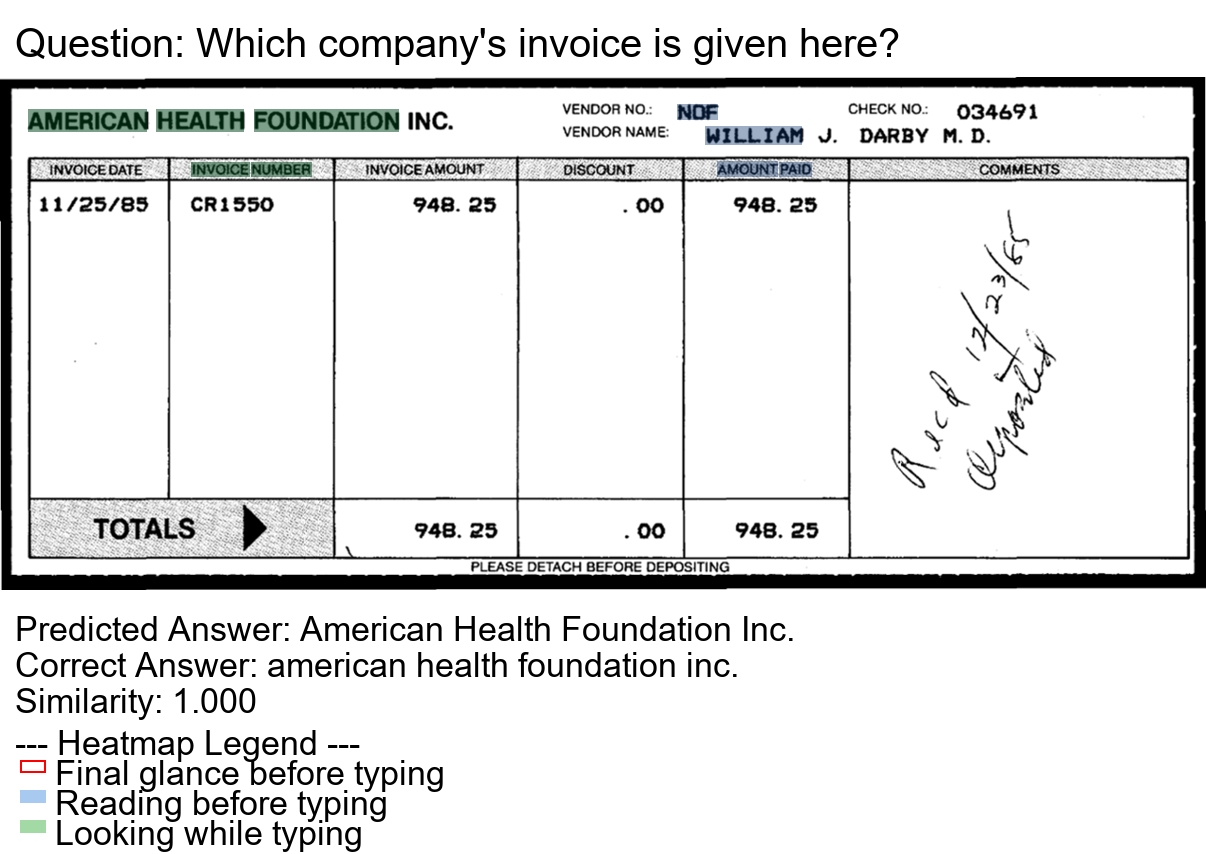 Question: Which company's invoice is given here?
AMERICAN HEALTH FOUNDATION INC.
VENDOR NO.: NDF
CHECK NO.: 034691
VENDOR NAME: WILLIAM J. DARBY M. D.
INVOICE DATE INVOICE NUMBER INVOICE AMOUNT DISCOUNT AMOUNT PAID COMMENTS
11/25/85 CR1550 948. 25 . 00 948. 25
Recd 12/23/85
deposited
TOTALS 948. 25 . 00 948. 25
PLEASE DETACH BEFORE DEPOSITING
Predicted Answer: American Health Foundation Inc.
Correct Answer: american health foundation inc.
Similarity: 1.000
--- Heatmap Legend ---
Final glance before typing
Reading before typing
Looking while typing